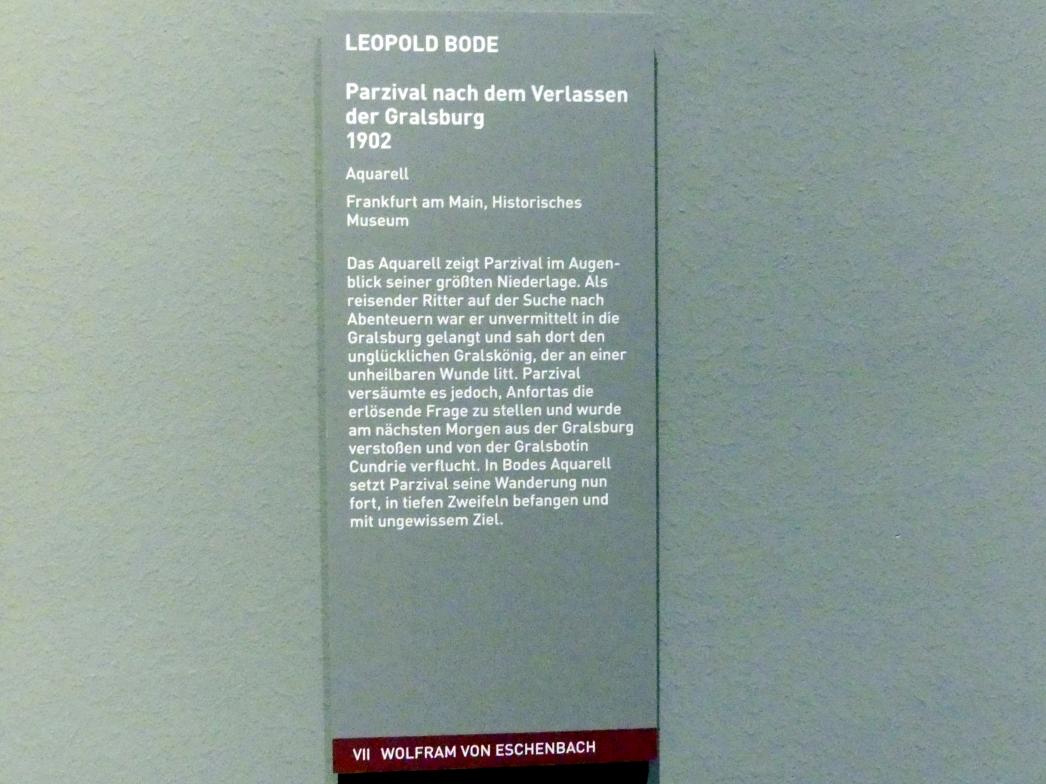 LEOPOLD BODE
Parzival nach dem Verlassen
der Gralsburg
1902
Aquarell
Frankfurt am Main, Historisches
Museum
Das Aquarell zeigt Parzival im Augen-
blick seiner größten Niederlage. Als
reisender Ritter auf der Suche nach
Abenteuern war er unvermittelt in die
Gralsburg gelangt und sah dort den
unglücklichen Gralskönig, der an einer
unheilbaren Wunde litt. Parzival
versäumte es jedoch, Anfortas die
erlösende Frage zu stellen und wurde
am nächsten Morgen aus der Gralsburg
verstoßen und von der Gralsbotin
Cundrie verflucht. In Bodes Aquarell
setzt Parzival seine Wanderung nun
fort, in tiefen Zweifeln befangen und
mit ungewissem Ziel.
VII WOLFRAM VON ESCHENBACH